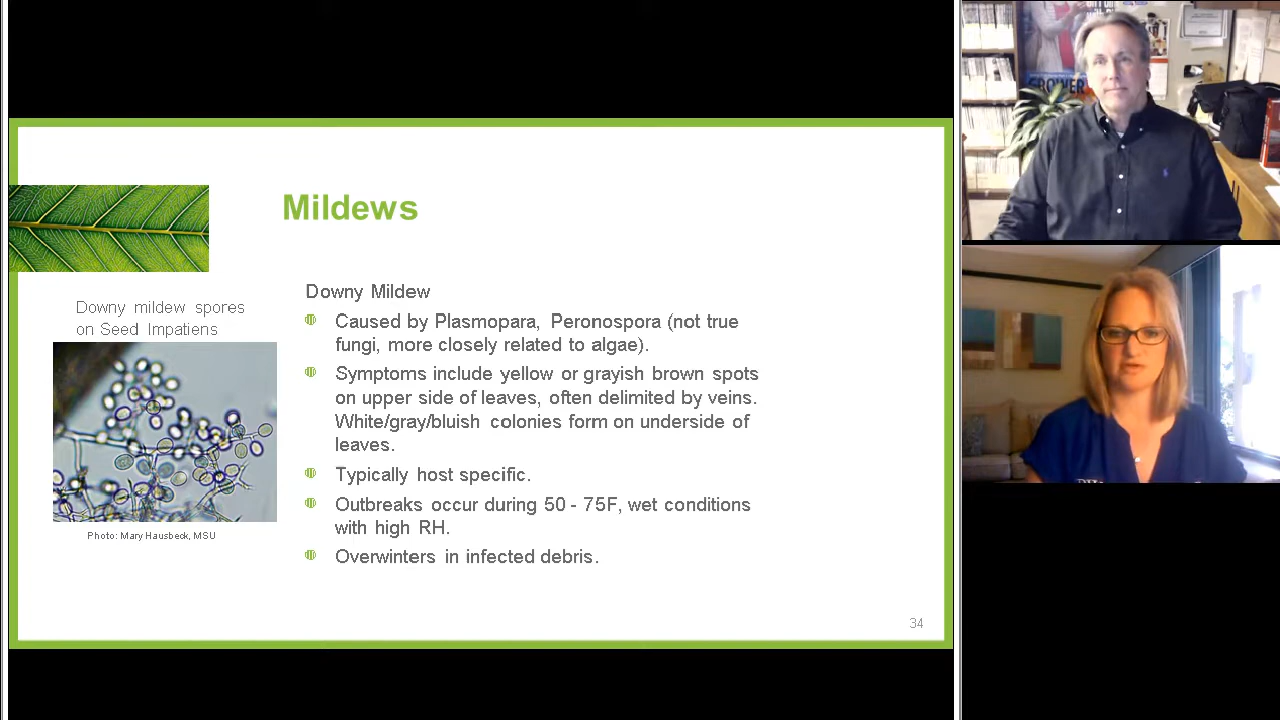 Mildews
Downy mildew spores
on Seed Impatiens
Photo: Mary Hausbeck, MSU
Downy Mildew
Caused by Plasmopara, Peronospora (not true
fungi, more closely related to algae).
Symptoms include yellow or grayish brown spots
on upper side of leaves, often delimited by veins.
White/gray/bluish colonies form on underside of
leaves.
Typically host specific.
Outbreaks occur during 50 - 75F, wet conditions
with high RH.
Overwinters in infected debris.
34
GROWER